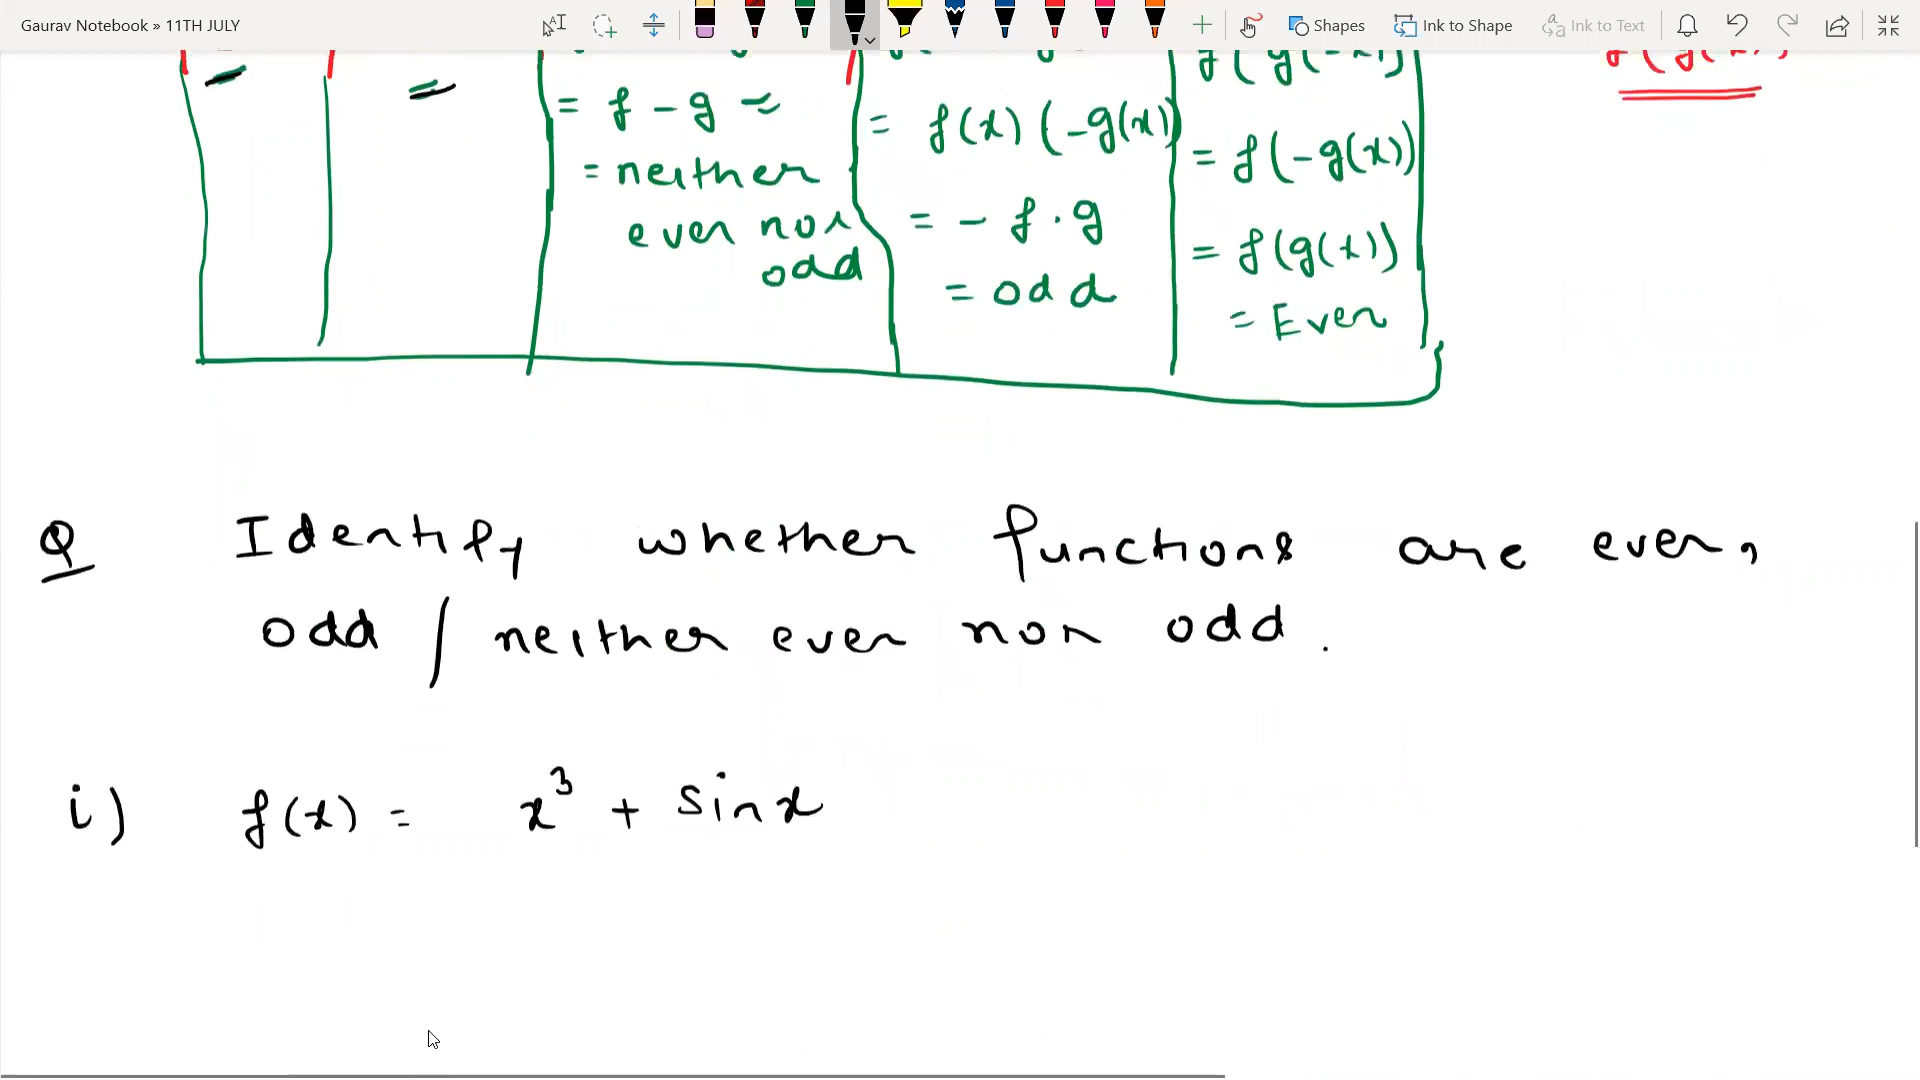 Gaurav Notebook » 11TH JULY
Shapes
Ink to Shape
Ink to Text
= f - g =
= neither
even nor
odd
= f(x) (-g(x))
= - f . g
= odd
f(g(-x))
= f(-g(x))
= f(g(x))
= Even
f(g(x))
Q Identify whether functions are even,
odd / neither even nor odd.
i) f(x) = x³ + sinx